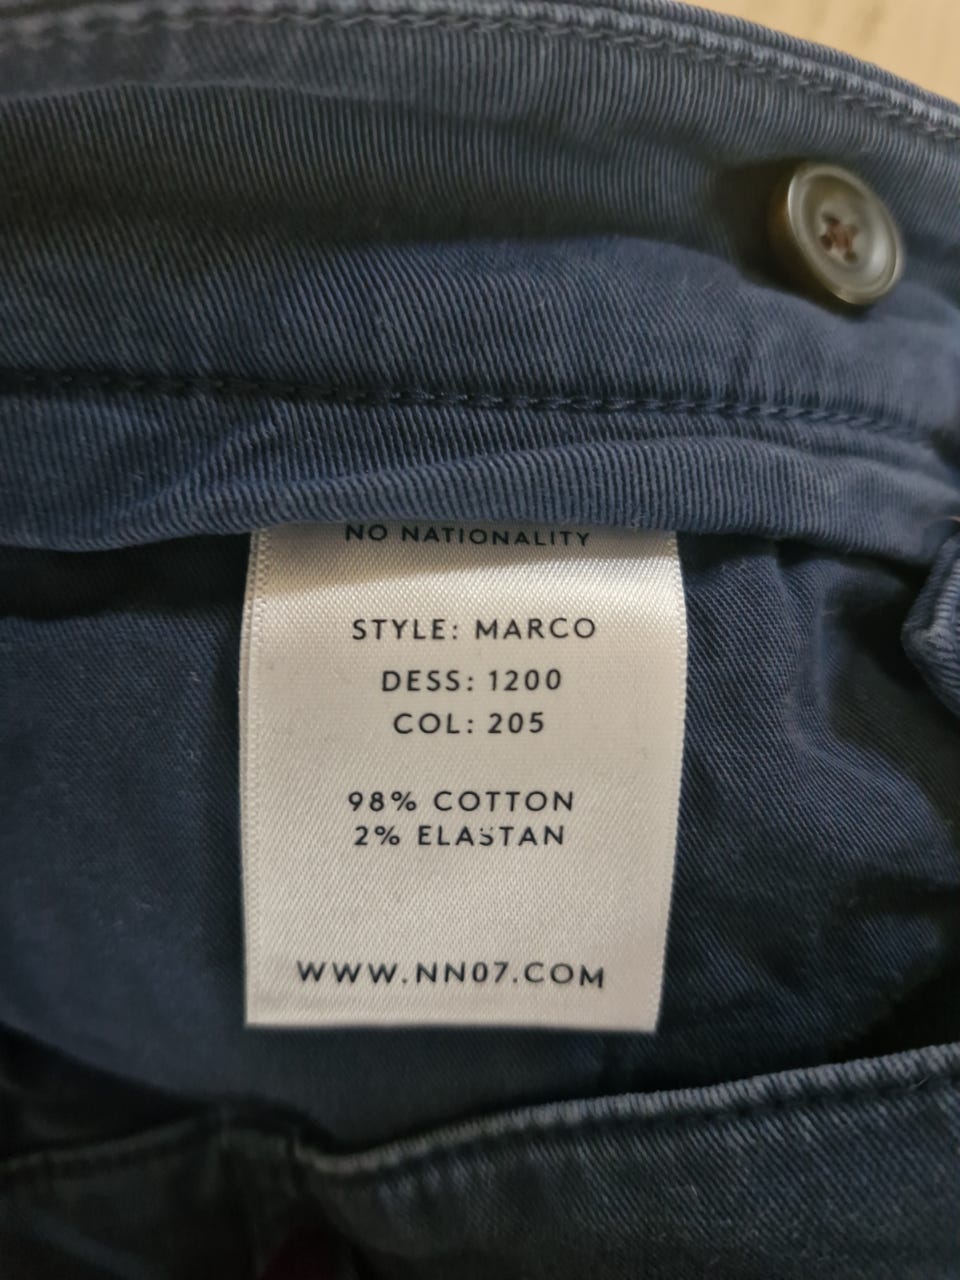 NO NATIONALITY
STYLE: MARCO
DESS: 1200
COL: 205
98% COTTON
2% ELASTAN
WWW.NN07.COM